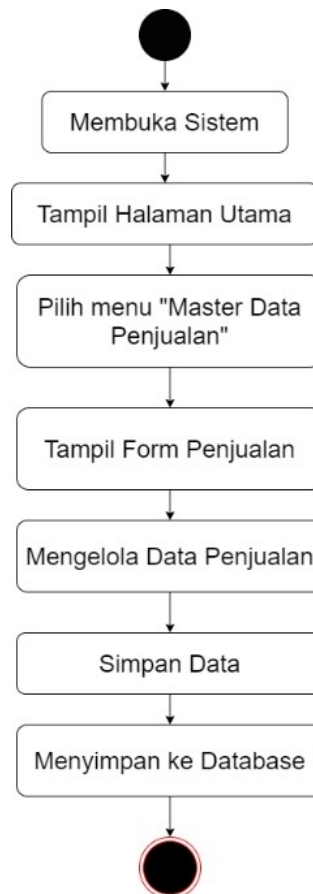 Membuka Sistem
Tampil Halaman Utama
Pilih menu "Master Data
Penjualan"
Tampil Form Penjualan
Mengelola Data Penjualan
Simpan Data
Menyimpan ke Database